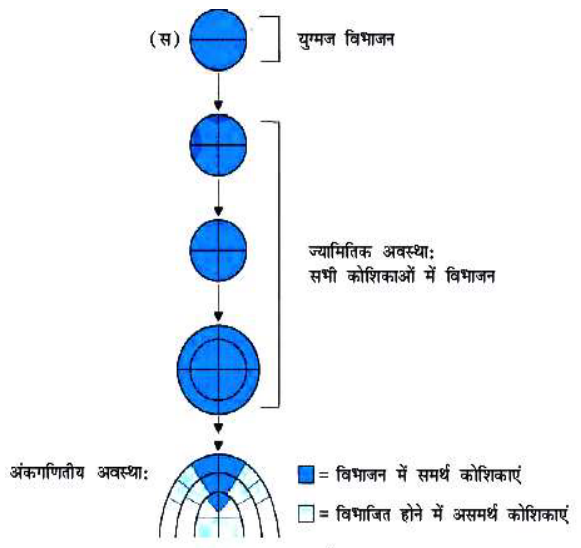 (स) युग्मज विभाजन
ज्यामितिक अवस्था:
सभी कोशिकाओं में विभाजन
अंकगणितीय अवस्था:
= विभाजन में समर्थ कोशिकाएं
= विभाजित होने में असमर्थ कोशिकाएं